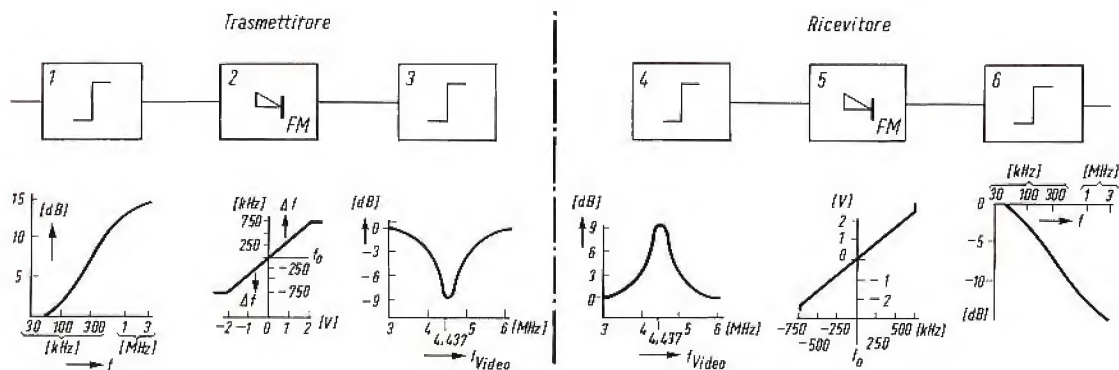 Trasmettitore
Ricevitore
1
2
FM
3
4
5
FM
6
15
[dB]
10
5
30 100 300 1 3
[kHz] [MHz]
f
[kHz] Δf
750
250
f₀
-250
-750
Δf
-2 -1 0 1 2 [V]
[dB]
0
-3
-6
-9
3 4 5 6 [MHz]
4,437
f Video
[dB]
9
6
3
0
3 4 5 6 [MHz]
4,437
f Video
[V]
2
1
0
-1
-2
-750 -250 500 [kHz]
-500 f₀ 250
[kHz] [MHz]
30 100 300 1 3
f
0
-5
-10
[dB]